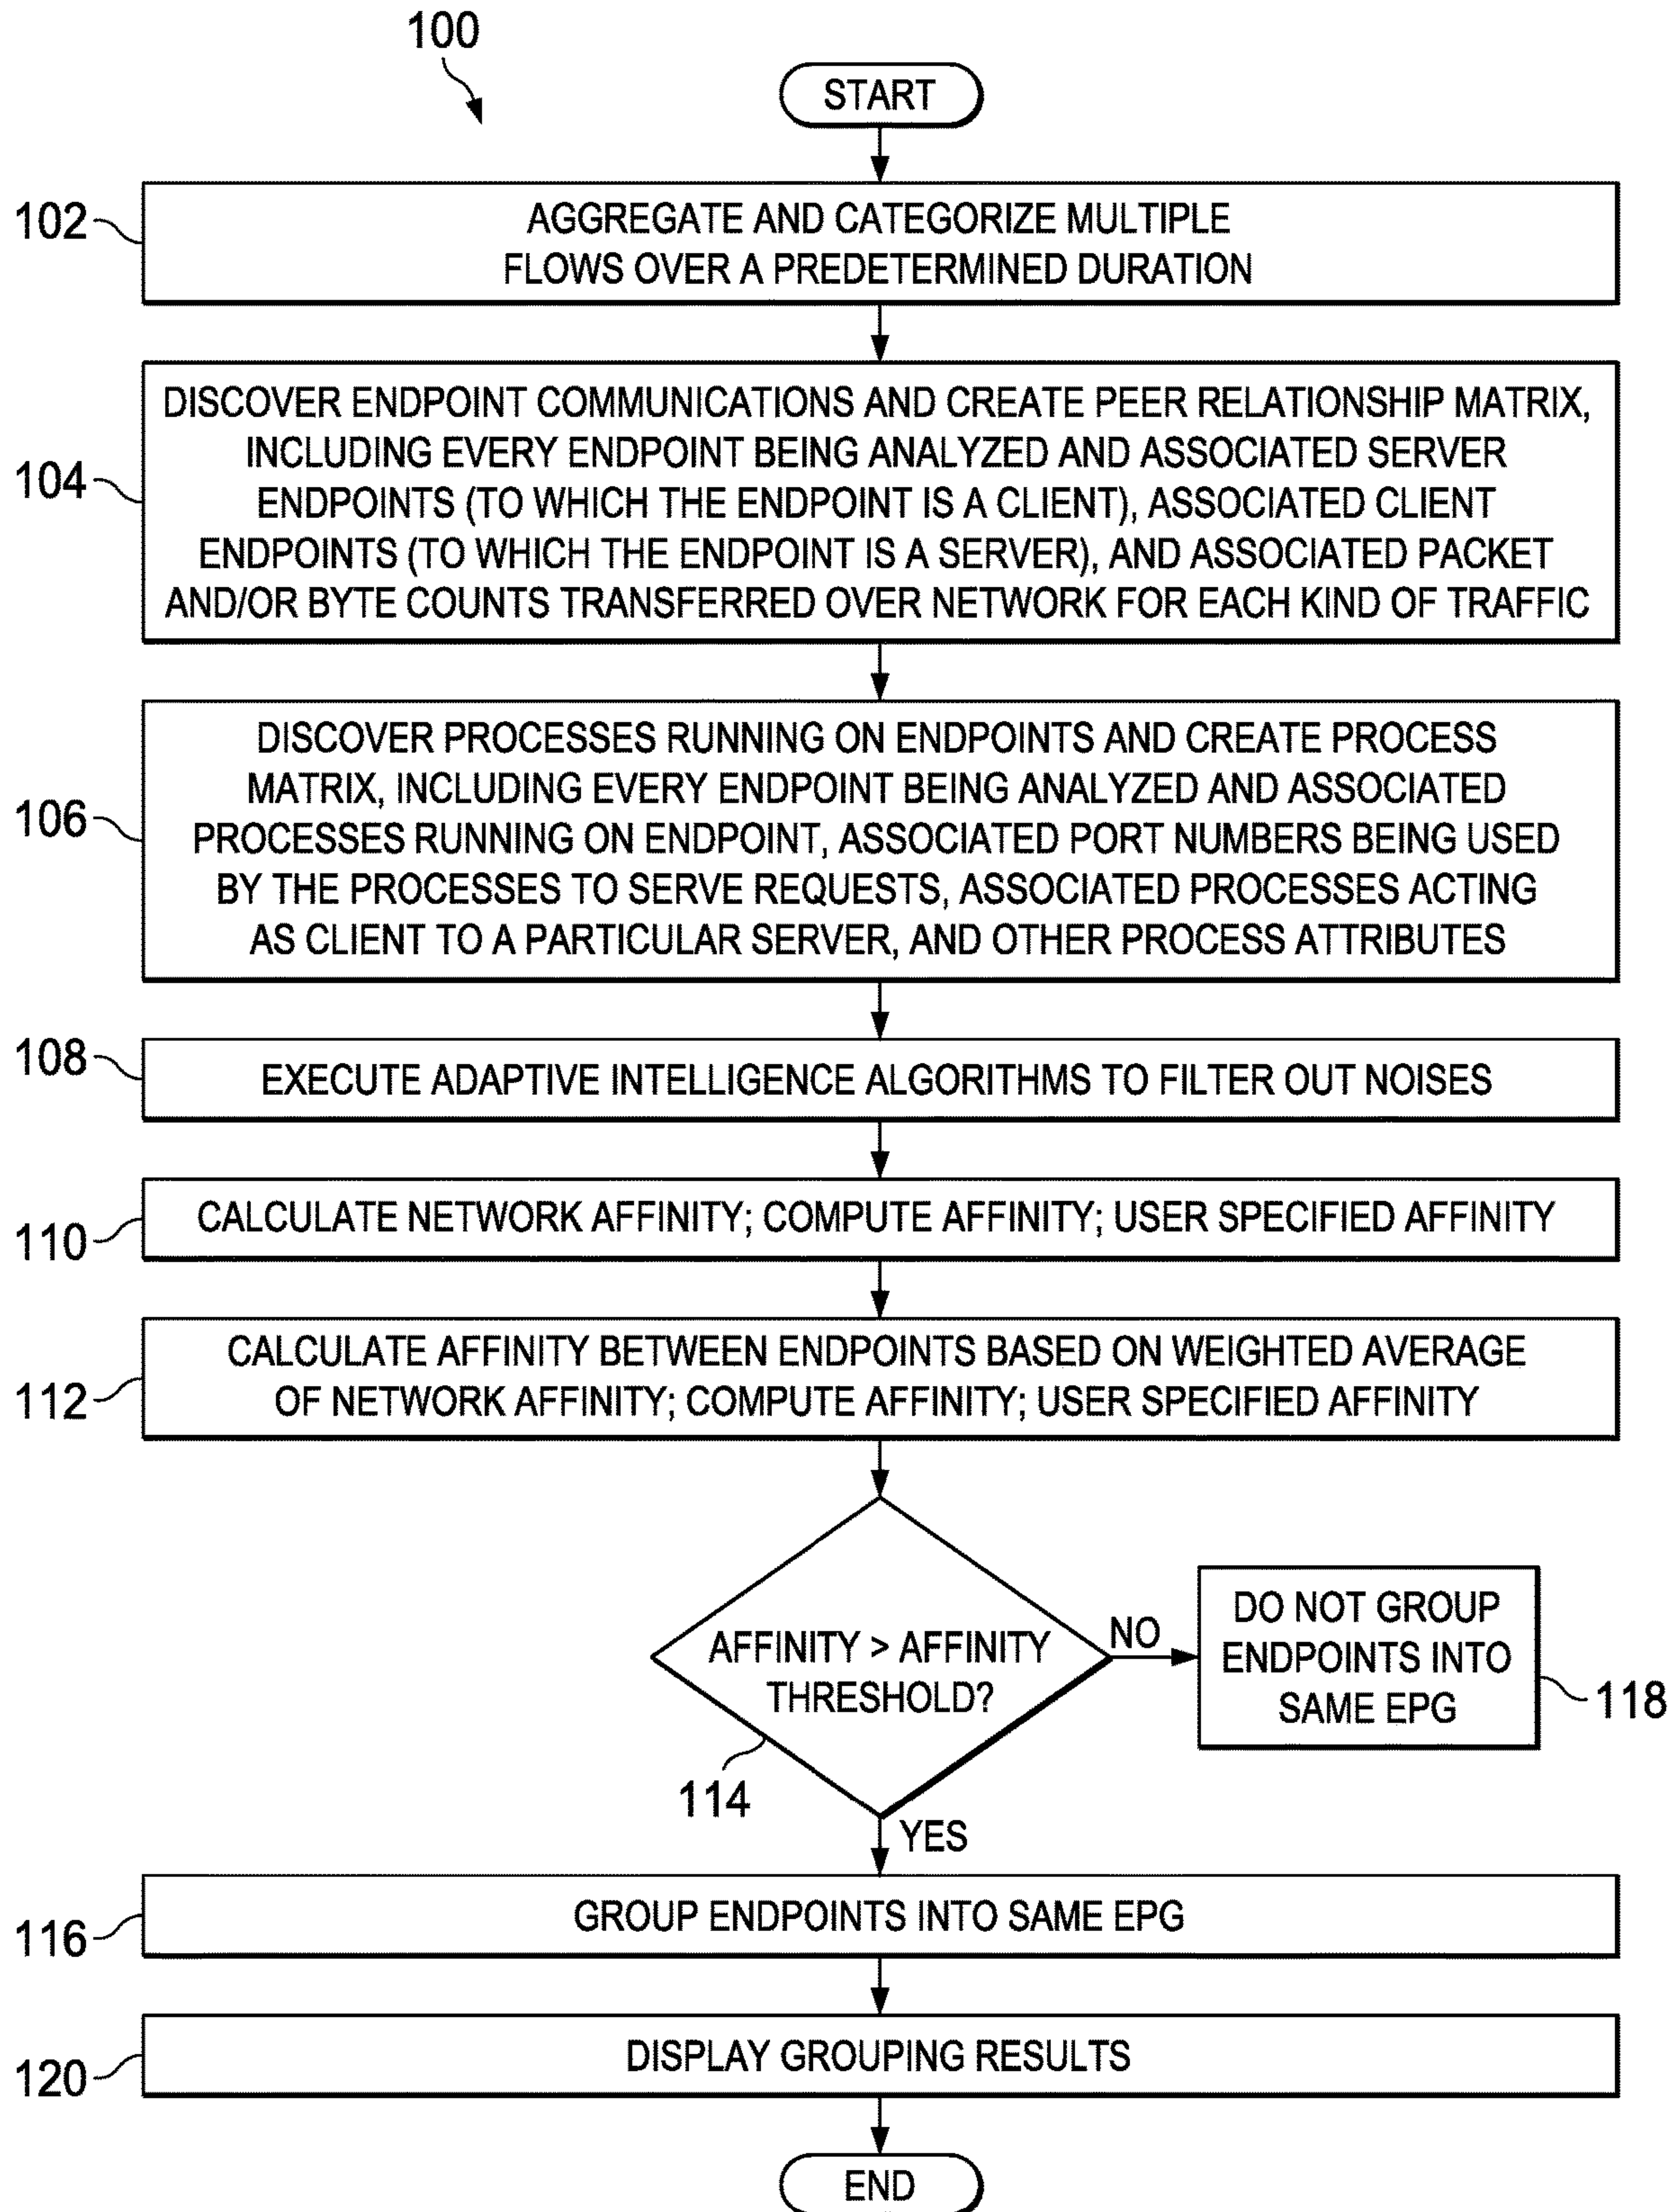 100
START
102
AGGREGATE AND CATEGORIZE MULTIPLE
FLOWS OVER A PREDETERMINED DURATION
104
DISCOVER ENDPOINT COMMUNICATIONS AND CREATE PEER RELATIONSHIP MATRIX,
INCLUDING EVERY ENDPOINT BEING ANALYZED AND ASSOCIATED SERVER
ENDPOINTS (TO WHICH THE ENDPOINT IS A CLIENT), ASSOCIATED CLIENT
ENDPOINTS (TO WHICH THE ENDPOINT IS A SERVER), AND ASSOCIATED PACKET
AND/OR BYTE COUNTS TRANSFERRED OVER NETWORK FOR EACH KIND OF TRAFFIC
106
DISCOVER PROCESSES RUNNING ON ENDPOINTS AND CREATE PROCESS
MATRIX, INCLUDING EVERY ENDPOINT BEING ANALYZED AND ASSOCIATED
PROCESSES RUNNING ON ENDPOINT, ASSOCIATED PORT NUMBERS BEING USED
BY THE PROCESSES TO SERVE REQUESTS, ASSOCIATED PROCESSES ACTING
AS CLIENT TO A PARTICULAR SERVER, AND OTHER PROCESS ATTRIBUTES
108
EXECUTE ADAPTIVE INTELLIGENCE ALGORITHMS TO FILTER OUT NOISES
110
CALCULATE NETWORK AFFINITY; COMPUTE AFFINITY; USER SPECIFIED AFFINITY
112
CALCULATE AFFINITY BETWEEN ENDPOINTS BASED ON WEIGHTED AVERAGE
OF NETWORK AFFINITY; COMPUTE AFFINITY; USER SPECIFIED AFFINITY
AFFINITY > AFFINITY
THRESHOLD?
114
NO
DO NOT GROUP
ENDPOINTS INTO
SAME EPG
118
YES
116
GROUP ENDPOINTS INTO SAME EPG
120
DISPLAY GROUPING RESULTS
END